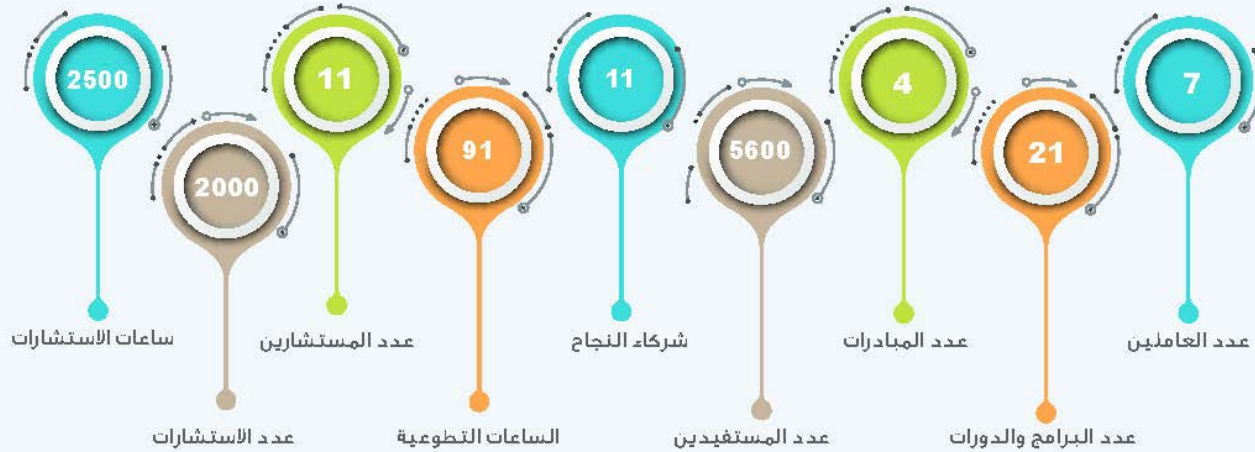 7
عدد العاملين
21
عدد البرامج والدورات
4
عدد المبادرات
5600
عدد المستفيدين
11
شركاء النجاح
91
الساعات التطوعية
11
عدد المستشارين
2000
عدد الاستشارات
2500
ساعات الاستشارات